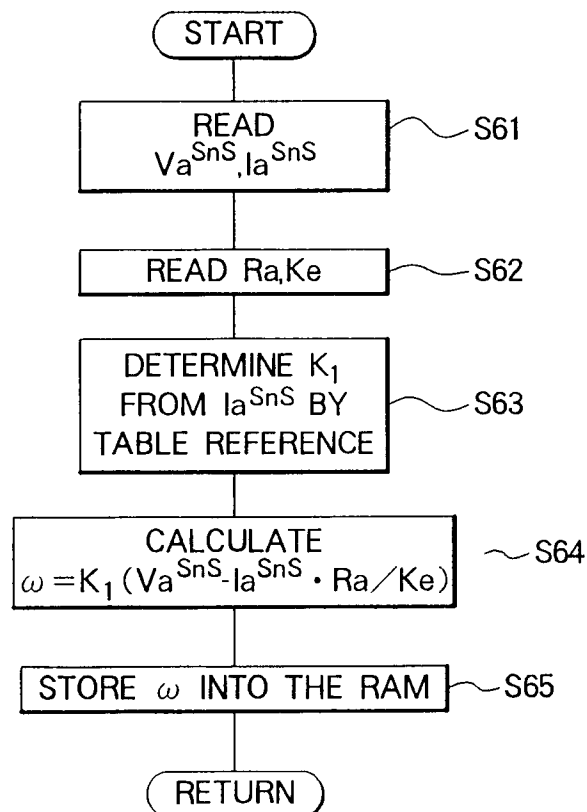 START
READ
Va^SnS,Ia^SnS
S61
READ Ra,Ke
S62
DETERMINE K₁
FROM Ia^SnS BY
TABLE REFERENCE
S63
CALCULATE
ω=K₁(Va^SnS-Ia^SnS・Ra/Ke)
S64
STORE ω INTO THE RAM
S65
RETURN